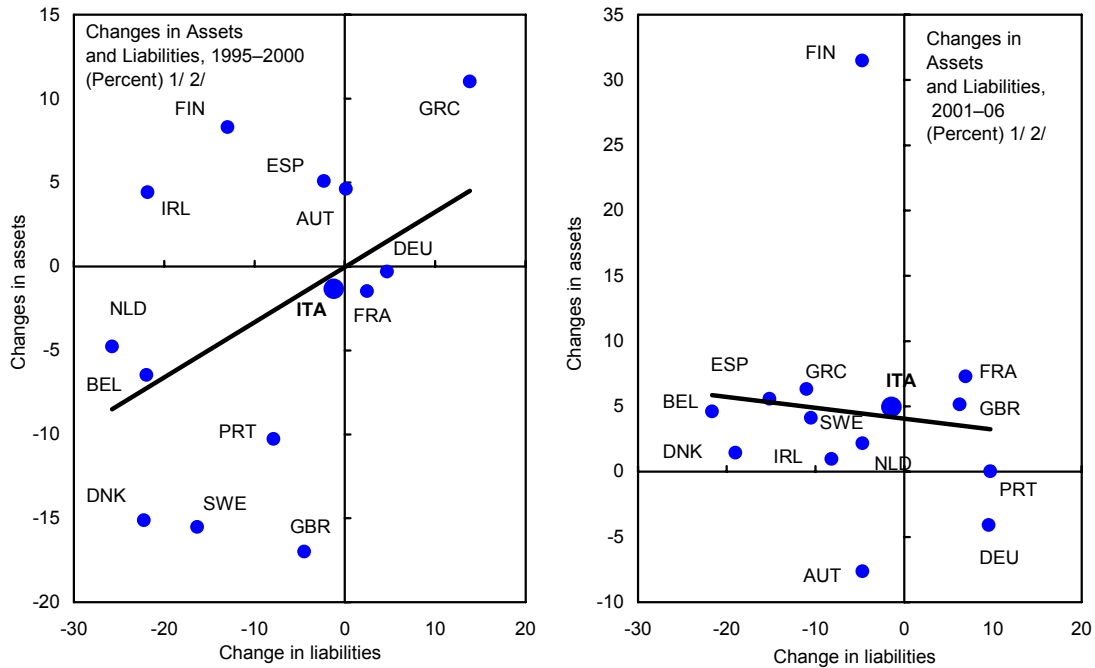 Changes in Assets
and Liabilities, 1995–2000
(Percent) 1/ 2/
15
10
5
0
-5
-10
-15
-20
-30
-20
-10
0
10
20
Changes in assets
Change in liabilities
FIN
GRC
ESP
IRL
AUT
DEU
ITA
FRA
NLD
BEL
PRT
DNK
SWE
GBR
Changes in
Assets
and Liabilities,
2001–06
(Percent) 1/ 2/
35
30
25
20
15
10
5
0
-5
-10
-30
-20
-10
0
10
20
Changes in assets
Change in liabilities
FIN
ESP
GRC
ITA
FRA
BEL
GBR
SWE
DNK
IRL
NLD
PRT
DEU
AUT